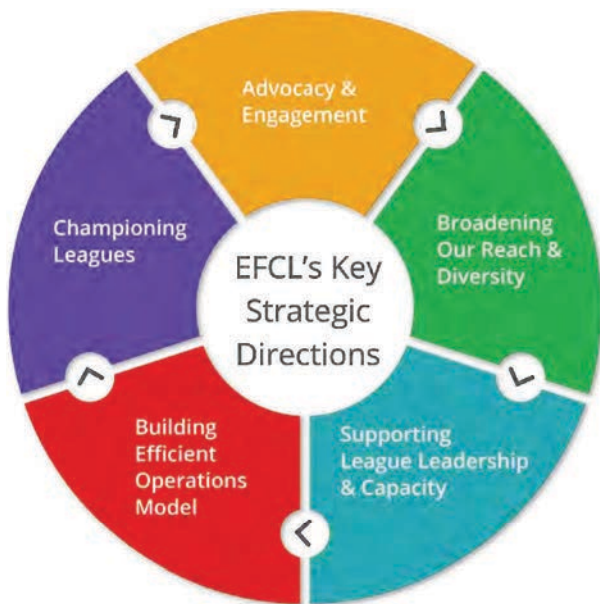 Advocacy &
Engagement
Broadening
Our Reach &
Diversity
Supporting
League Leadership
& Capacity
Building
Efficient
Operations
Model
Championing
Leagues
EFCL's Key
Strategic
Directions